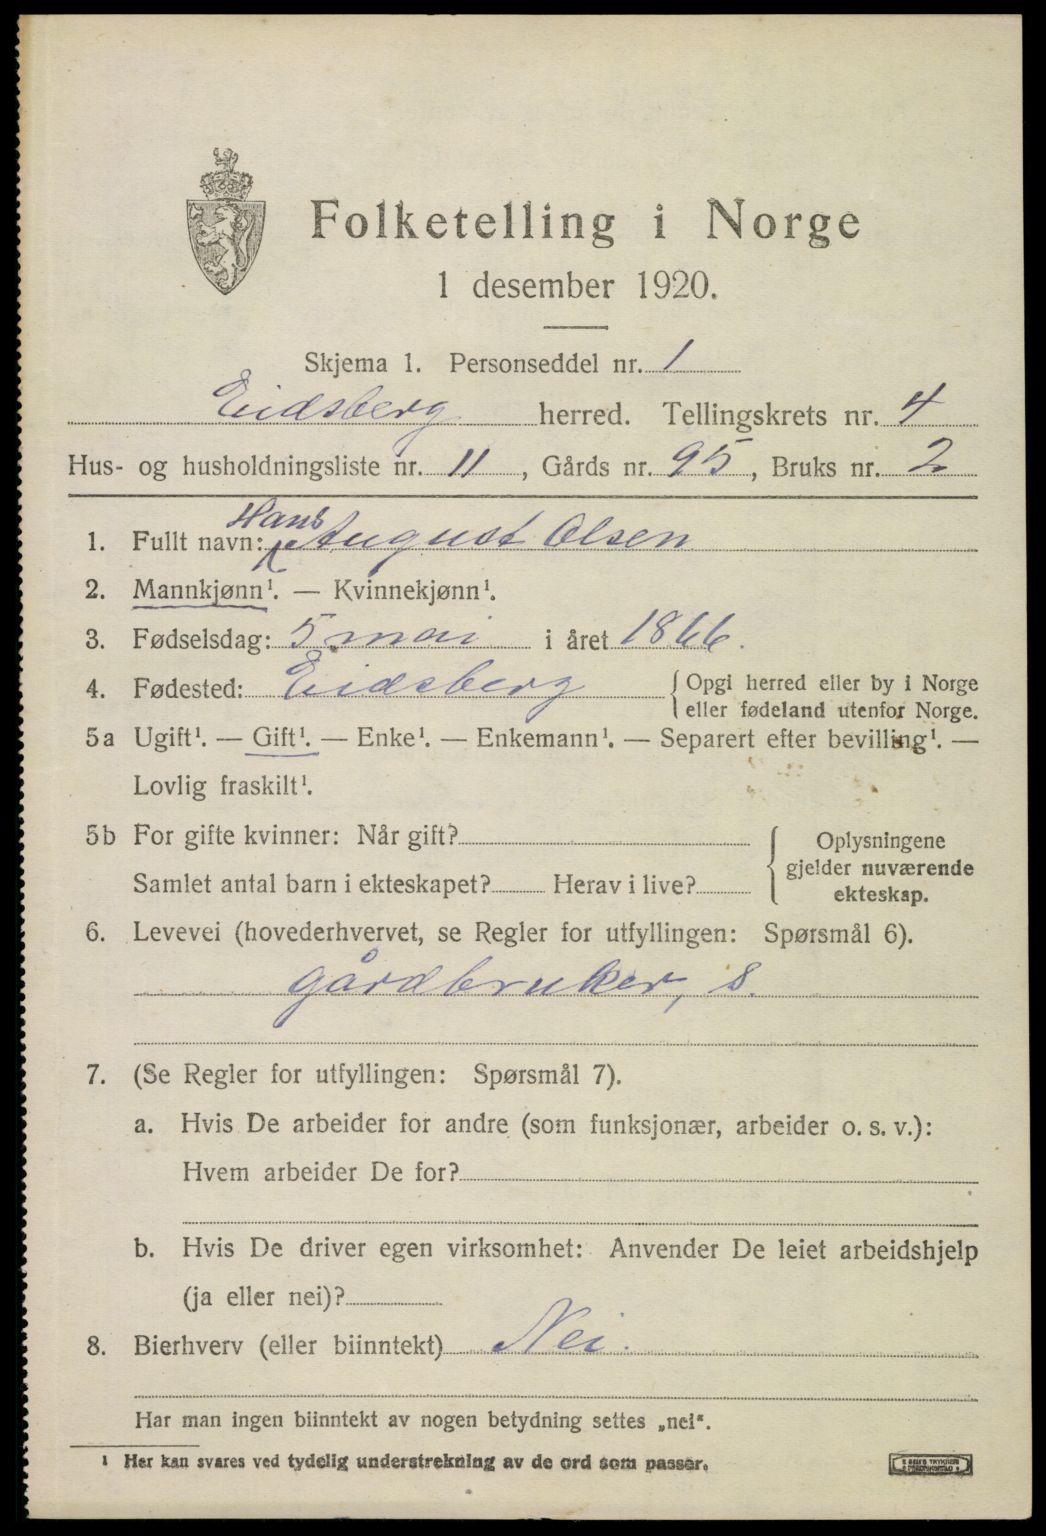 Folketelling i Norge
1 desember 1920.
Skjema 1. Personseddel nr. 1
Eidsberg herred. Tellingskrets nr. 4
Hus- og husholdningsliste nr. 11, Gårds nr. 95, Bruks nr. 2
Hans
1. Fullt navn: August Olsen
2. Mannkjønn¹. — Kvinnekjønn¹.
3. Fødselsdag: 5 mai i året 1866.
4. Fødested: Eidsberg { Opgi herred eller by i Norge
eller fødeland utenfor Norge.
5a Ugift¹. — Gift¹. — Enke¹. — Enkemann¹. — Separert efter bevilling¹. —
Lovlig fraskilt¹.
5b For gifte kvinner: Når gift?
Samlet antal barn i ekteskapet? Herav i live?
{ Oplysningene
gjelder nuværende
ekteskap.
6. Levevei (hovederhvervet, se Regler for utfyllingen: Spørsmål 6).
gårdbruker, s.
7. (Se Regler for utfyllingen: Spørsmål 7).
a. Hvis De arbeider for andre (som funksjonær, arbeider o. s. v.):
Hvem arbeider De for?
b. Hvis De driver egen virksomhet: Anvender De leiet arbeidshjelp
(ja eller nei)?
8. Bierhverv (eller biinntekt) Nei.
Har man ingen biinntekt av nogen betydning settes „nei“.
¹ Her kan svares ved tydelig understrekning av de ord som passer.